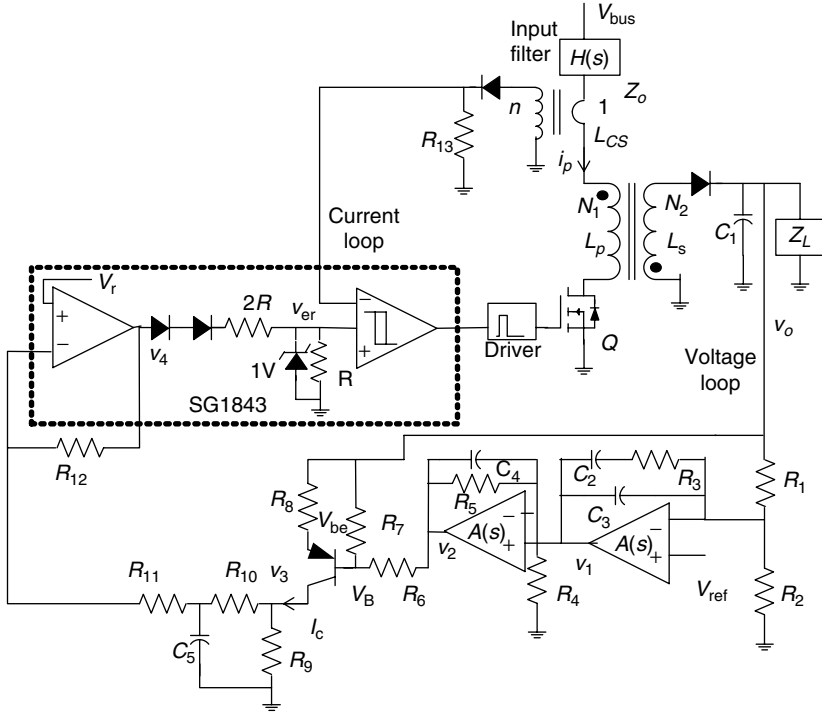 V_bus
Input
filter
H(s)
Z_o
n
1
L_CS
R_13
i_p
Current
loop
N_1
N_2
L_p
L_s
C_1
Z_L
V_r
+
−
v_4
2R
v_er
−
+
1V
R
SG1843
Driver
Q
v_o
Voltage
loop
R_12
R_8
V_be
R_7
C_4
R_5
C_2
R_3
C_3
R_1
A(s)
−
+
A(s)
−
+
v_2
v_1
R_11
R_10
v_3
V_B
R_6
R_4
V_ref
R_2
I_c
C_5
R_9